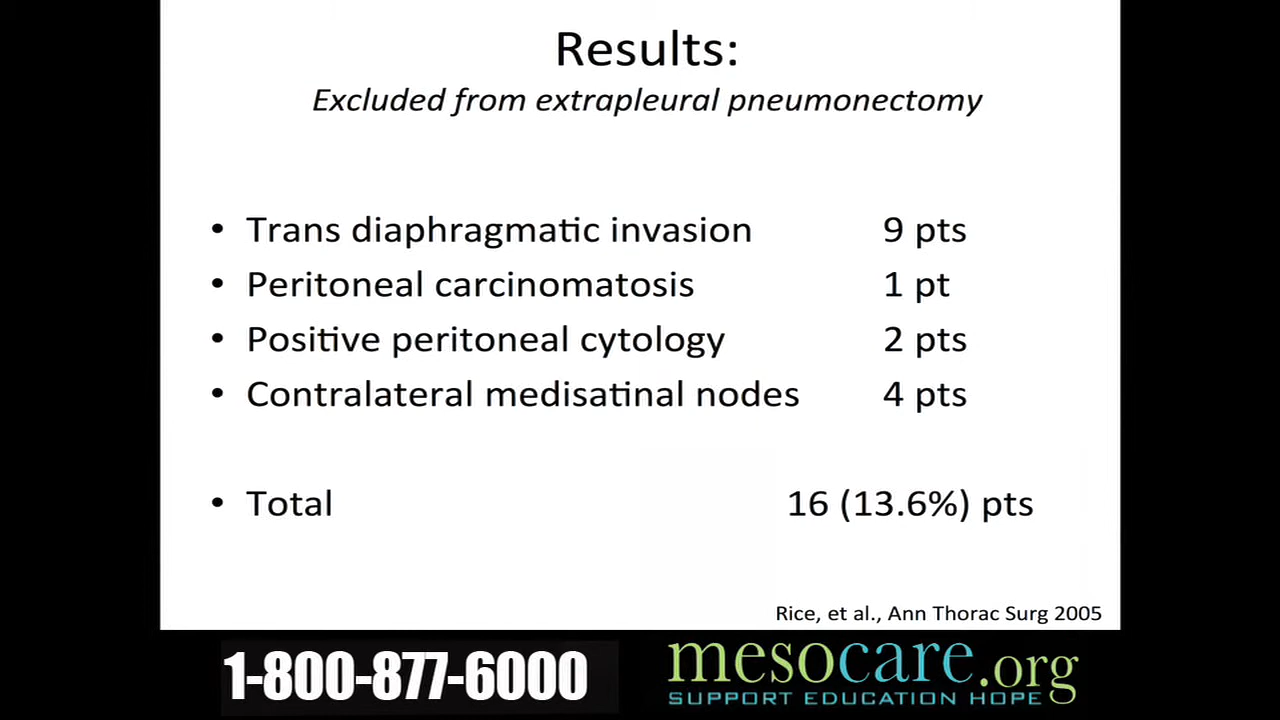 Results:
Excluded from extrapleural pneumonectomy
• Trans diaphragmatic invasion 9 pts
• Peritoneal carcinomatosis 1 pt
• Positive peritoneal cytology 2 pts
• Contralateral medisatinal nodes 4 pts
• Total 16 (13.6%) pts
Rice, et al., Ann Thorac Surg 2005
1-800-877-6000
mesocare.org
SUPPORT EDUCATION HOPE